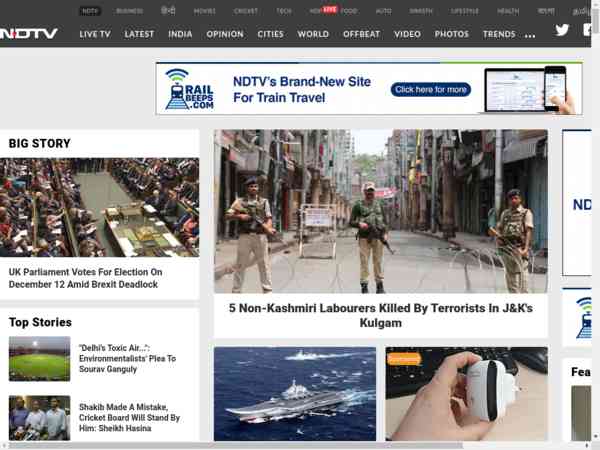 NDTV
BUSINESS
हिन्दी
MOVIES
CRICKET
TECH
HOP
LIVE
FOOD
AUTO
SWASTH
LIFESTYLE
HEALTH
বাংলা
NDTV
LIVE TV
LATEST
INDIA
OPINION
CITIES
WORLD
OFFBEAT
VIDEO
PHOTOS
TRENDS
...
RAIL
BEEPS
.COM
NDTV's Brand-New Site
For Train Travel
Click here for more
BIG STORY
UK Parliament Votes For Election On
December 12 Amid Brexit Deadlock
5 Non-Kashmiri Labourers Killed By Terrorists In J&K's
Kulgam
ND
Top Stories
"Delhi's Toxic Air...":
Environmentalists' Plea To
Sourav Ganguly
Shakib Made A Mistake,
Cricket Board Will Stand By
Him: Sheikh Hasina
Sponsored
Fea